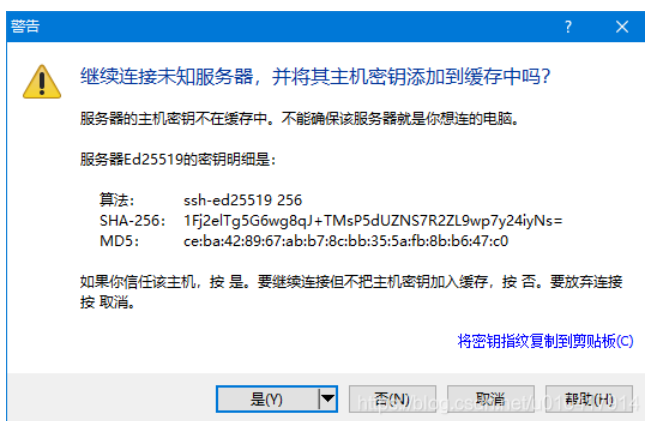 警告
继续连接未知服务器，并将其主机密钥添加到缓存中吗？
服务器的主机密钥不在缓存中。不能确保该服务器就是你想连的电脑。
服务器Ed25519的密钥明细是：
算法： ssh-ed25519 256
SHA-256： 1Fj2elTg5G6wg8qJ+TMsP5dUZNS7R2ZL9wp7y24iyNs=
MD5： ce:ba:42:89:67:ab:b7:8c:bb:35:5a:fb:8b:b6:47:c0
如果你信任该主机，按 是。要继续连接但不把主机密钥加入缓存，按 否。要放弃连接
按 取消。
将密钥指纹复制到剪贴板(C)
是(Y) 否(N) 取消 帮助(H)